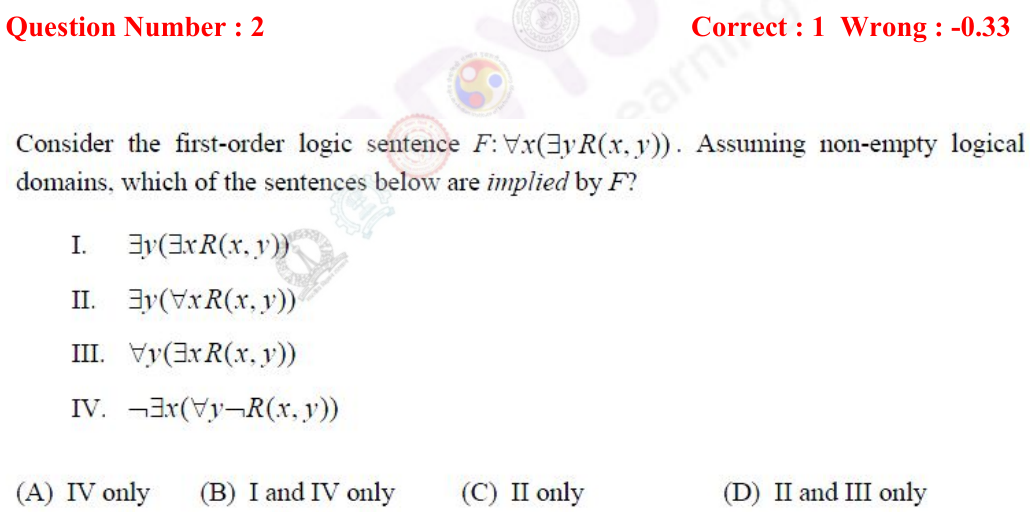 Question Number : 2 Correct : 1 Wrong : -0.33
Consider the first-order logic sentence F: ∀x(∃yR(x, y)). Assuming non-empty logical
domains, which of the sentences below are implied by F?
I. ∃y(∃xR(x, y))
II. ∃y(∀xR(x, y))
III. ∀y(∃xR(x, y))
IV. ¬∃x(∀y¬R(x, y))
(A) IV only (B) I and IV only (C) II only (D) II and III only